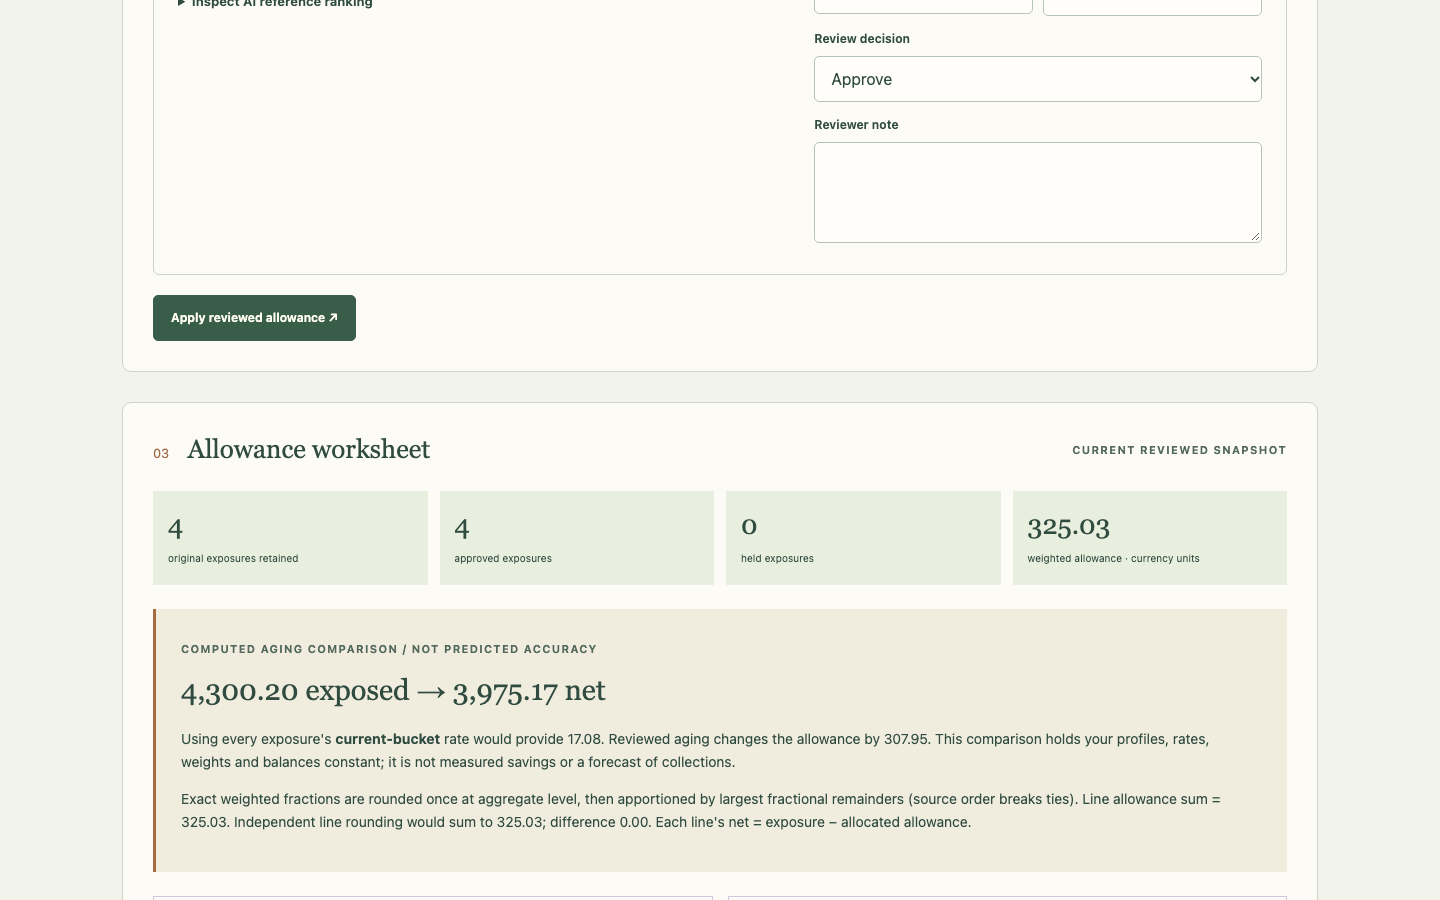 Inspect AI reference ranking
Review decision
Approve
Reviewer note
Apply reviewed allowance ↗
03 Allowance worksheet
CURRENT REVIEWED SNAPSHOT
4
original exposures retained
4
approved exposures
0
held exposures
325.03
weighted allowance · currency units
COMPUTED AGING COMPARISON / NOT PREDICTED ACCURACY
4,300.20 exposed → 3,975.17 net
Using every exposure's current-bucket rate would provide 17.08. Reviewed aging changes the allowance by 307.95. This comparison holds your profiles, rates,
weights and balances constant; it is not measured savings or a forecast of collections.
Exact weighted fractions are rounded once at aggregate level, then apportioned by largest fractional remainders (source order breaks ties). Line allowance sum =
325.03. Independent line rounding would sum to 325.03; difference 0.00. Each line's net = exposure − allocated allowance.